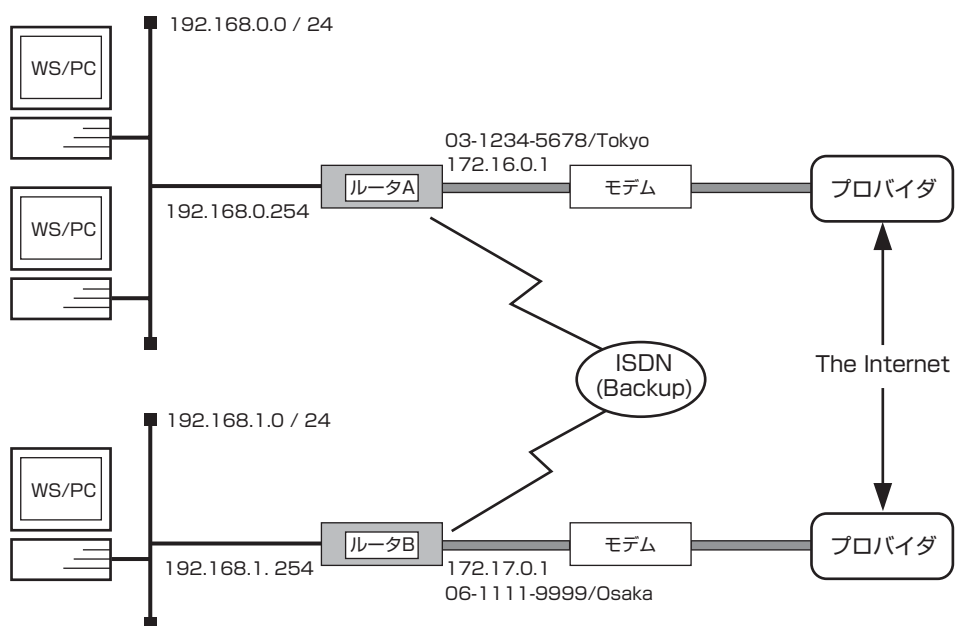 192.168.0.0 / 24
WS/PC
03-1234-5678/Tokyo
172.16.0.1
ルータA
モデム
プロバイダ
192.168.0.254
WS/PC
ISDN
(Backup)
The Internet
192.168.1.0 / 24
WS/PC
ルータB
モデム
プロバイダ
192.168.1. 254
172.17.0.1
06-1111-9999/Osaka